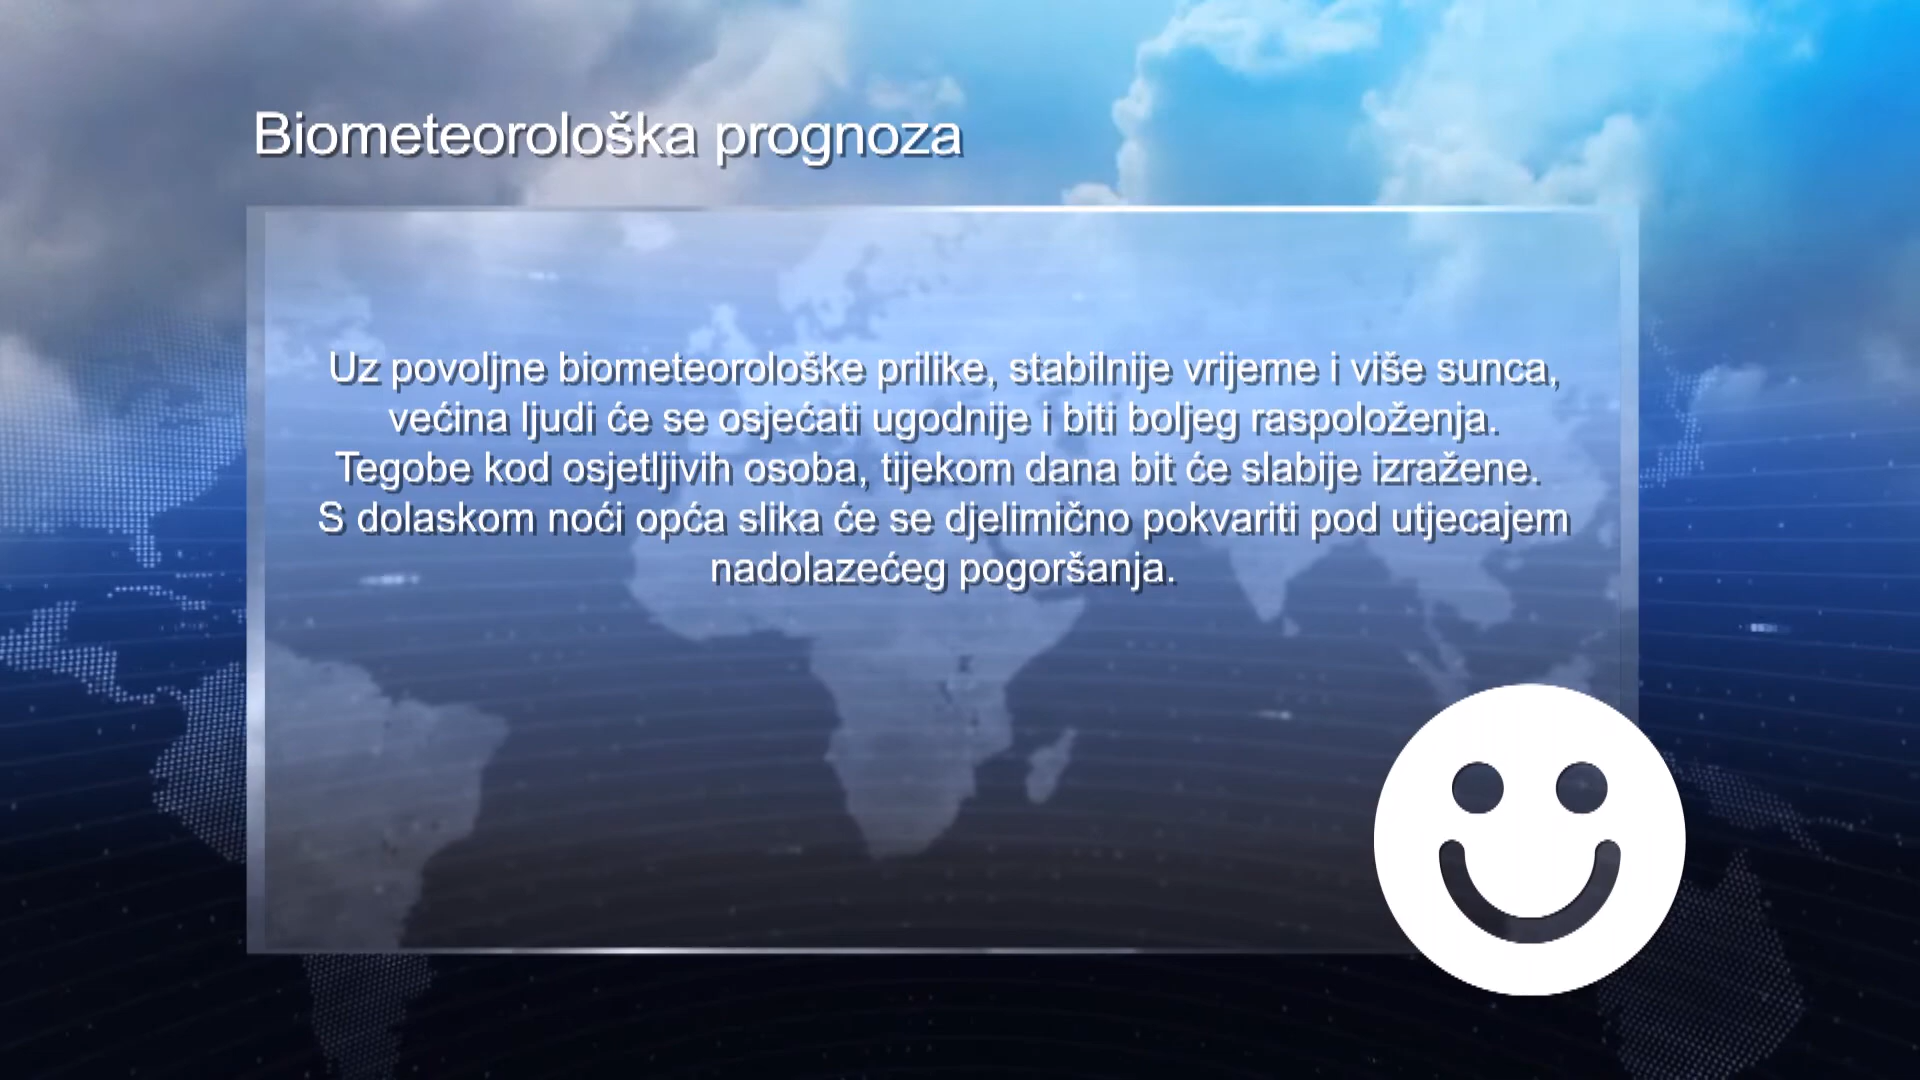 Biometeorološka prognoza
Uz povoljne biometeorološke prilike, stabilnije vrijeme i više sunca,
većina ljudi će se osjećati ugodnije i biti boljeg raspoloženja.
Tegobe kod osjetljivih osoba, tijekom dana bit će slabije izražene.
S dolaskom noći opća slika će se djelimično pokvariti pod utjecajem
nadolazećeg pogoršanja.